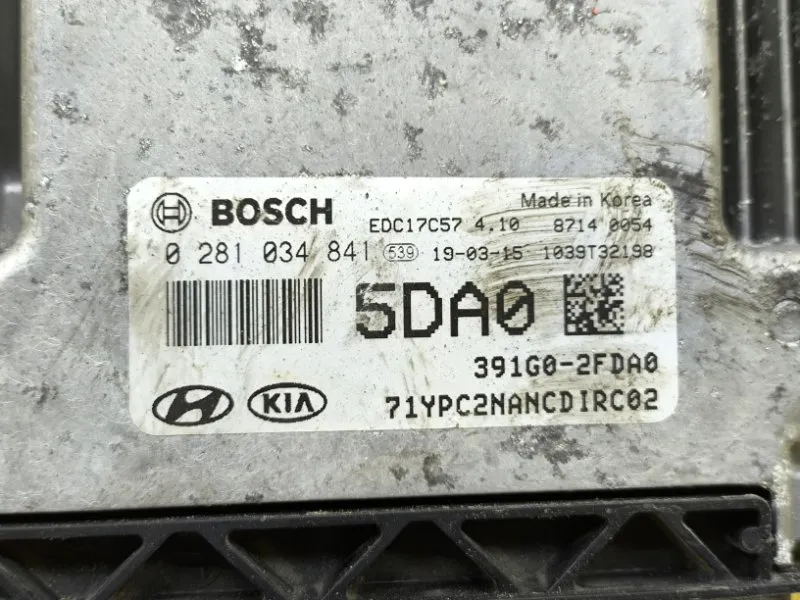 BOSCH
Made in Korea
EDC17C57 4.10 8714 0054
0 281 034 841 539 19-03-15 1039T32198
5DA0
391G0-2FDA0
KIA
71YPC2NANCDIRC02